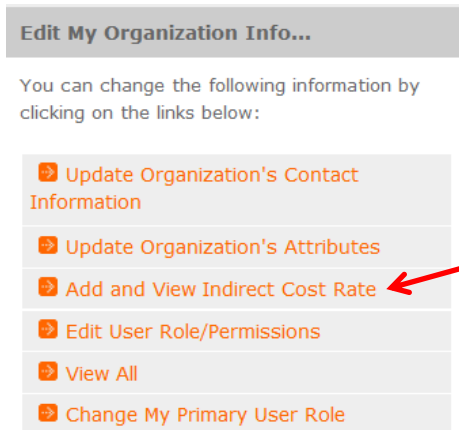 Edit My Organization Info...
You can change the following information by
clicking on the links below:
Update Organization's Contact
Information
Update Organization's Attributes
Add and View Indirect Cost Rate
Edit User Role/Permissions
View All
Change My Primary User Role